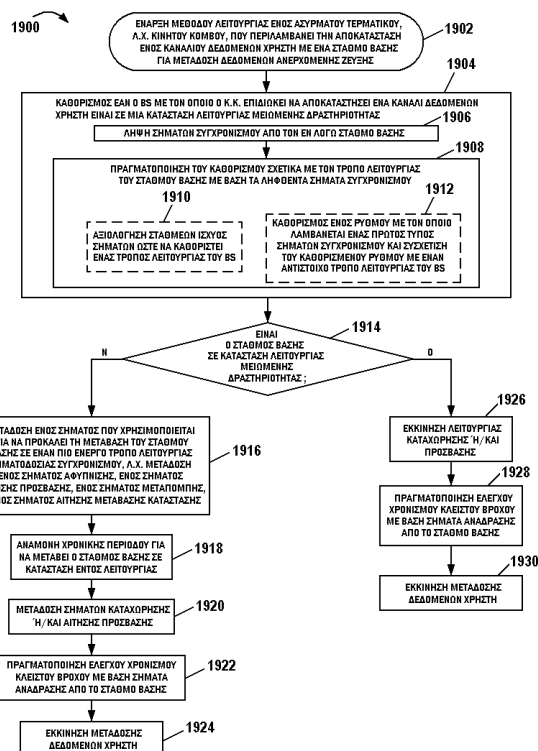 1900
ΕΝΑΡΞΗ ΜΕΘΟΔΟΥ ΛΕΙΤΟΥΡΓΙΑΣ ΕΝΟΣ ΑΣΥΡΜΑΤΟΥ ΤΕΡΜΑΤΙΚΟΥ,
Λ.Χ. ΚΙΝΗΤΟΥ ΚΟΜΒΟΥ, ΠΟΥ ΠΕΡΙΛΑΜΒΑΝΕΙ ΤΗΝ ΑΠΟΚΑΤΑΣΤΑΣΗ
ΕΝΟΣ ΚΑΝΑΛΙΟΥ ΔΕΔΟΜΕΝΩΝ ΧΡΗΣΤΗ ΜΕ ΕΝΑ ΣΤΑΘΜΟ ΒΑΣΗΣ
ΓΙΑ ΜΕΤΑΔΟΣΗ ΔΕΔΟΜΕΝΩΝ ΑΝΕΡΧΟΜΕΝΗΣ ΖΕΥΞΗΣ
1902
1904
ΚΑΘΟΡΙΣΜΟΣ ΕΑΝ Ο BS ΜΕ ΤΟΝ ΟΠΟΙΟ Ο Κ.Κ. ΕΠΙΔΙΩΚΕΙ ΝΑ ΑΠΟΚΑΤΑΣΤΗΣΕΙ ΕΝΑ ΚΑΝΑΛΙ ΔΕΔΟΜΕΝΩΝ
ΧΡΗΣΤΗ ΕΙΝΑΙ ΣΕ ΜΙΑ ΚΑΤΑΣΤΑΣΗ ΛΕΙΤΟΥΡΓΙΑΣ ΜΕΙΩΜΕΝΗΣ ΔΡΑΣΤΗΡΙΟΤΗΤΑΣ
1906
ΛΗΨΗ ΣΗΜΑΤΩΝ ΣΥΓΧΡΟΝΙΣΜΟΥ ΑΠΟ ΤΟΝ ΕΝ ΛΟΓΩ ΣΤΑΘΜΟ ΒΑΣΗΣ
1908
ΠΡΑΓΜΑΤΟΠΟΙΗΣΗ ΤΟΥ ΚΑΘΟΡΙΣΜΟΥ ΣΧΕΤΙΚΑ ΜΕ ΤΟΝ ΤΡΟΠΟ ΛΕΙΤΟΥΡΓΙΑΣ
ΤΟΥ ΣΤΑΘΜΟΥ ΒΑΣΗΣ ΜΕ ΒΑΣΗ ΤΑ ΛΗΦΘΕΝΤΑ ΣΗΜΑΤΑ ΣΥΓΧΡΟΝΙΣΜΟΥ
1910
ΑΞΙΟΛΟΓΗΣΗ ΣΤΑΘΜΕΩΝ ΙΣΧΥΟΣ
ΣΗΜΑΤΩΝ ΩΣΤΕ ΝΑ ΚΑΘΟΡΙΣΤΕΙ
ΕΝΑΣ ΤΡΟΠΟΣ ΛΕΙΤΟΥΡΓΙΑΣ ΤΟΥ BS
1912
ΚΑΘΟΡΙΣΜΟΣ ΕΝΟΣ ΡΥΘΜΟΥ ΜΕ ΤΟΝ ΟΠΟΙΟ
ΛΑΜΒΑΝΕΤΑΙ ΕΝΑΣ ΠΡΩΤΟΣ ΤΥΠΟΣ
ΣΗΜΑΤΩΝ ΣΥΓΧΡΟΝΙΣΜΟΥ ΚΑΙ ΣΥΣΧΕΤΙΣΗ
ΤΟΥ ΚΑΘΟΡΙΣΜΕΝΟΥ ΡΥΘΜΟΥ ΜΕ ΕΝΑΝ
ΑΝΤΙΣΤΟΙΧΟ ΤΡΟΠΟ ΛΕΙΤΟΥΡΓΙΑΣ ΤΟΥ BS
1914
ΕΙΝΑΙ
Ο ΣΤΑΘΜΟΣ ΒΑΣΗΣ
ΣΕ ΚΑΤΑΣΤΑΣΗ ΛΕΙΤΟΥΡΓΙΑΣ
ΜΕΙΩΜΕΝΗΣ
ΔΡΑΣΤΗΡΙΟΤΗΤΑΣ ;
Ν
Ο
ΤΑΔΟΣΗ ΕΝΟΣ ΣΗΜΑΤΟΣ ΠΟΥ ΧΡΗΣΙΜΟΠΟΙΕΙΤΑΙ
ΙΑ ΝΑ ΠΡΟΚΑΛΕΙ ΤΗ ΜΕΤΑΒΑΣΗ ΤΟΥ ΣΤΑΘΜΟΥ
ΑΣΗΣ ΣΕ ΕΝΑΝ ΠΙΟ ΕΝΕΡΓΟ ΤΡΟΠΟ ΛΕΙΤΟΥΡΓΙΑΣ
ΗΜΑΤΟΔΟΣΙΑΣ ΣΥΓΧΡΟΝΙΣΜΟΥ, Λ.Χ. ΜΕΤΑΔΟΣΗ
ΕΝΟΣ ΣΗΜΑΤΟΣ ΑΦΥΠΝΙΣΗΣ, ΕΝΟΣ ΣΗΜΑΤΟΣ
ΣΗΣ ΠΡΟΣΒΑΣΗΣ, ΕΝΟΣ ΣΗΜΑΤΟΣ ΜΕΤΑΠΟΜΠΗΣ,
ΟΣ ΣΗΜΑΤΟΣ ΑΙΤΗΣΗΣ ΜΕΤΑΒΑΣΗΣ ΚΑΤΑΣΤΑΣΗΣ
1916
ΑΝΑΜΟΝΗ ΧΡΟΝΙΚΗΣ ΠΕΡΙΟΔΟΥ ΓΙΑ
ΝΑ ΜΕΤΑΒΕΙ Ο ΣΤΑΘΜΟΣ ΒΑΣΗΣ ΣΕ
ΚΑΤΑΣΤΑΣΗ ΕΝΤΟΣ ΛΕΙΤΟΥΡΓΙΑΣ
1918
ΜΕΤΑΔΟΣΗ ΣΗΜΑΤΩΝ ΚΑΤΑΧΩΡΗΣΗΣ
Ή/ΚΑΙ ΑΙΤΗΣΗΣ ΠΡΟΣΒΑΣΗΣ
1920
ΠΡΑΓΜΑΤΟΠΟΙΗΣΗ ΕΛΕΓΧΟΥ ΧΡΟΝΙΣΜΟΥ
ΚΛΕΙΣΤΟΥ ΒΡΟΧΟΥ ΜΕ ΒΑΣΗ ΣΗΜΑΤΑ
ΑΝΑΔΡΑΣΗΣ ΑΠΟ ΤΟ ΣΤΑΘΜΟ ΒΑΣΗΣ
1922
ΕΚΚΙΝΗΣΗ ΜΕΤΑΔΟΣΗΣ
ΔΕΔΟΜΕΝΩΝ ΧΡΗΣΤΗ
1924
1926
ΕΚΚΙΝΗΣΗ ΛΕΙΤΟΥΡΓΙΑΣ
ΚΑΤΑΧΩΡΗΣΗΣ Ή/ΚΑΙ
ΠΡΟΣΒΑΣΗΣ
1928
ΠΡΑΓΜΑΤΟΠΟΙΗΣΗ ΕΛΕΓΧΟΥ
ΧΡΟΝΙΣΜΟΥ ΚΛΕΙΣΤΟΥ ΒΡΟΧΟΥ
ΜΕ ΒΑΣΗ ΣΗΜΑΤΑ ΑΝΑΔΡΑΣΗΣ
ΑΠΟ ΤΟ ΣΤΑΘΜΟ ΒΑΣΗΣ
1930
ΕΚΚΙΝΗΣΗ ΜΕΤΑΔΟΣΗΣ
ΔΕΔΟΜΕΝΩΝ ΧΡΗΣΤΗ